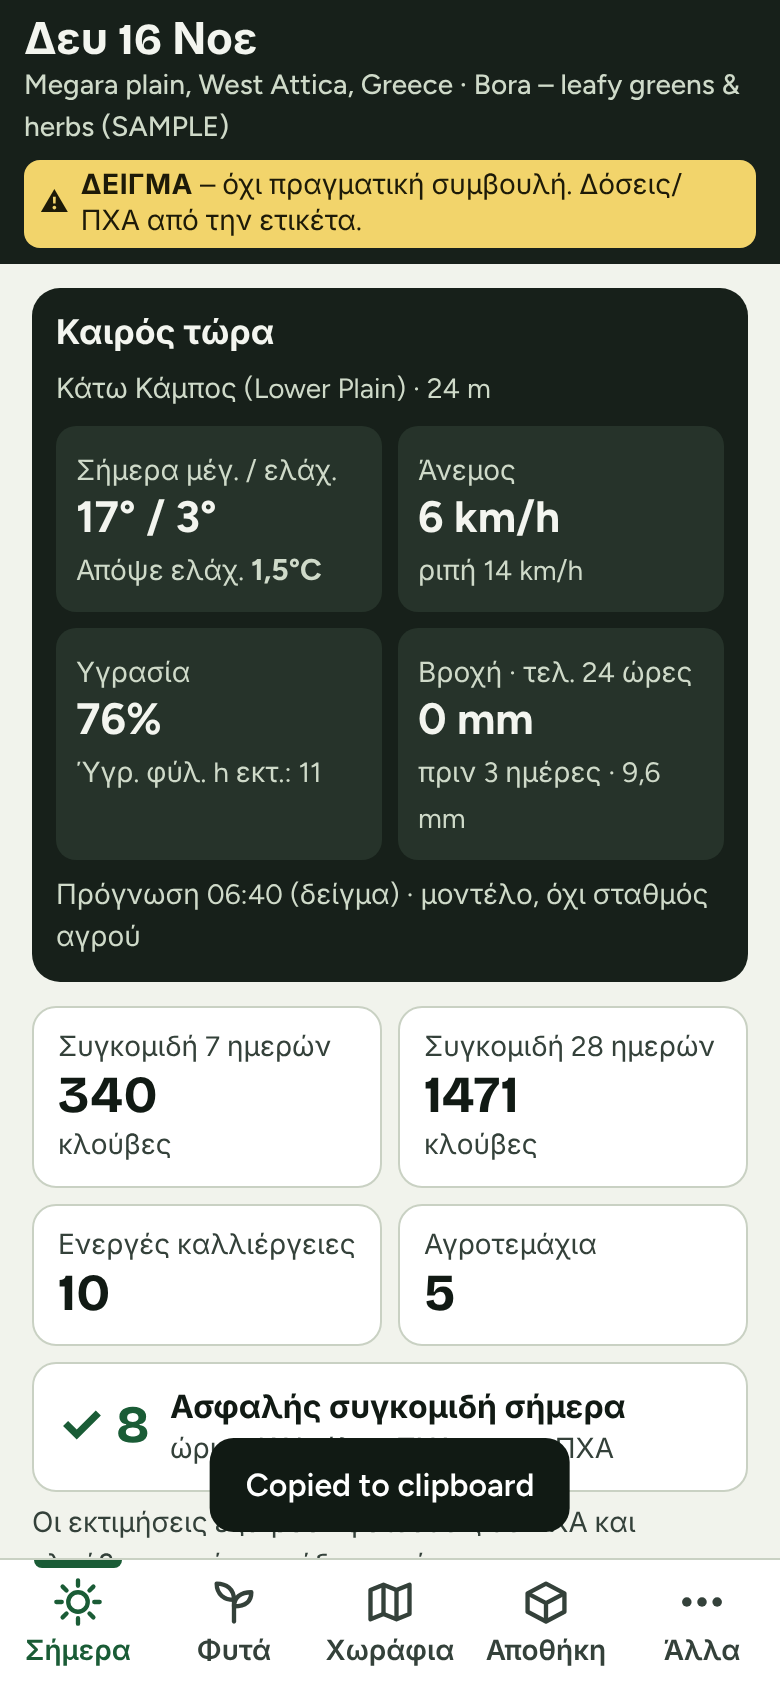 Δευ 16 Νοε
Megara plain, West Attica, Greece · Bora – leafy greens &
herbs (SAMPLE)
ΔΕΙΓΜΑ – όχι πραγματική συμβουλή. Δόσεις/
ΠΧΑ από την ετικέτα.
Καιρός τώρα
Κάτω Κάμπος (Lower Plain) · 24 m
Σήμερα μέγ. / ελάχ.
17° / 3°
Απόψε ελάχ. 1,5°C
Άνεμος
6 km/h
ριπή 14 km/h
Υγρασία
76%
Ύγρ. φύλ. h εκτ.: 11
Βροχή · τελ. 24 ώρες
0 mm
πριν 3 ημέρες · 9,6
mm
Πρόγνωση 06:40 (δείγμα) · μοντέλο, όχι σταθμός
αγρού
Συγκομιδή 7 ημερών
340
κλούβες
Συγκομιδή 28 ημερών
1471
κλούβες
Ενεργές καλλιέργειες
10
Αγροτεμάχια
5
8
Ασφαλής συγκομιδή σήμερα
ΠΧΑ
Copied to clipboard
Οι εκτιμήσεις και
Σήμερα
Φυτά
Χωράφια
Αποθήκη
Άλλα